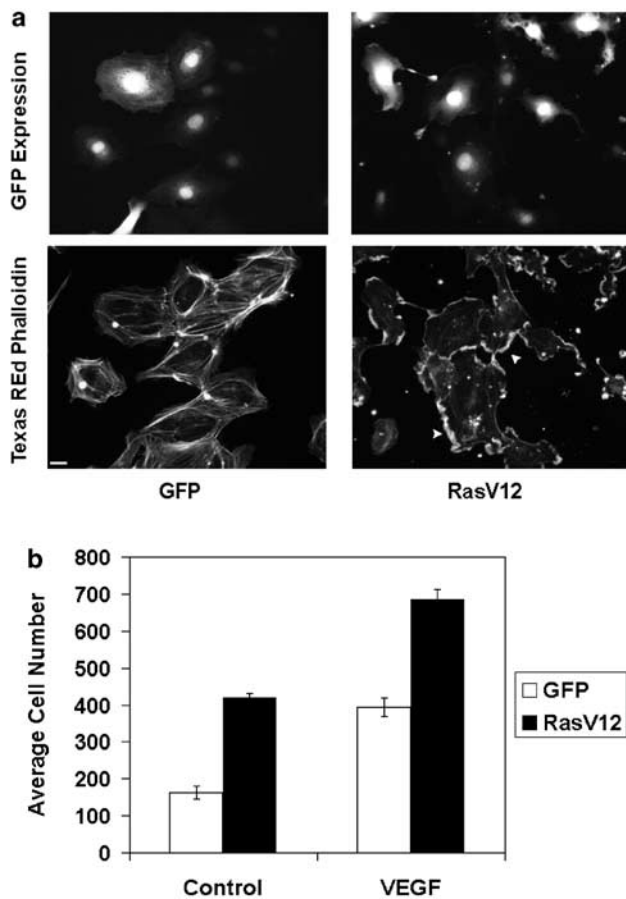 a
GFP Expression
Texas REd Phalloidin
GFP
RasV12
b
Average Cell Number
800
700
600
500
400
300
200
100
0
Control
VEGF
GFP
RasV12